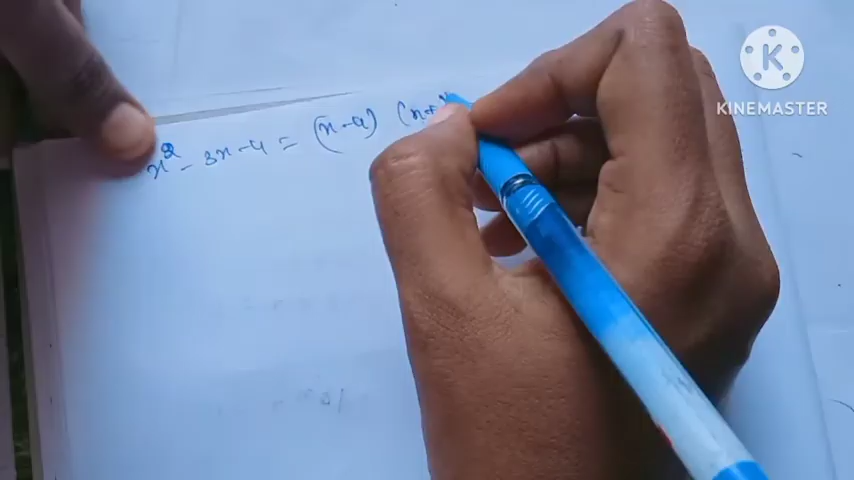 x² - 3x - 4 = (x - 4) (x +
KINEMASTER